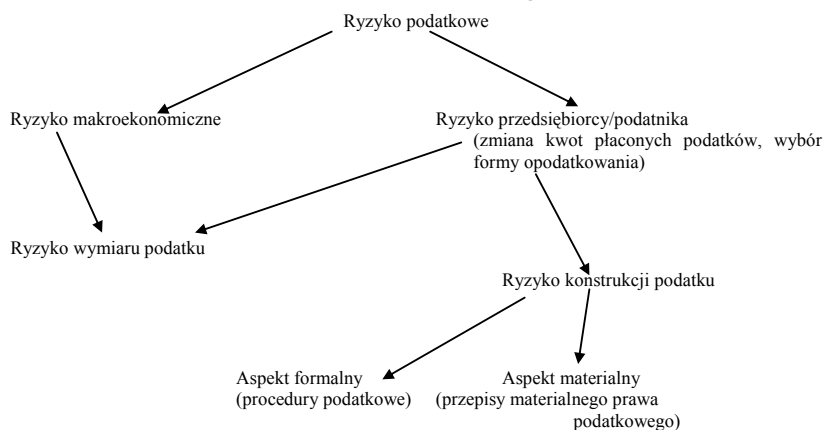 Ryzyko podatkowe
Ryzyko makroekonomiczne
Ryzyko przedsiębiorcy/podatnika
(zmiana kwot płaconych podatków, wybór
formy opodatkowania)
Ryzyko wymiaru podatku
Ryzyko konstrukcji podatku
Aspekt formalny
(procedury podatkowe)
Aspekt materialny
(przepisy materialnego prawa
podatkowego)